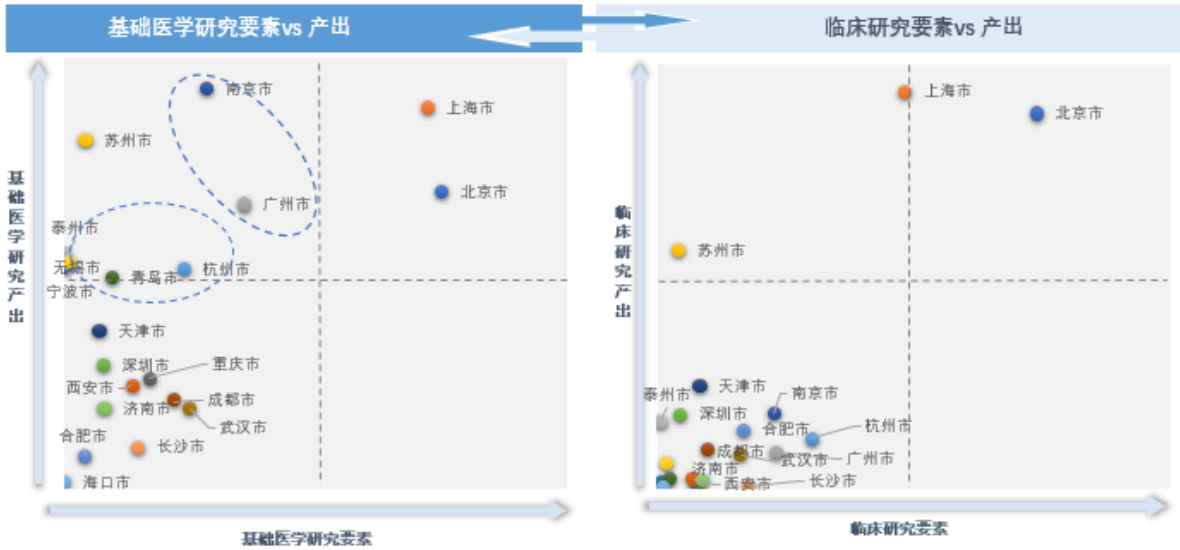 基础医学研究要素vs 产出
临床研究要素vs 产出
基础医学研究产出
南京市
上海市
苏州市
北京市
广州市
泰州市
无锡市
青岛市
杭州市
宁波市
天津市
深圳市
重庆市
西安市
成都市
济南市
武汉市
合肥市
长沙市
海口市
基础医学研究要素
临床研究产出
上海市
北京市
苏州市
天津市
泰州市
南京市
深圳市
合肥市
杭州市
成都市
武汉市
广州市
济南市
西安市
长沙市
临床研究要素